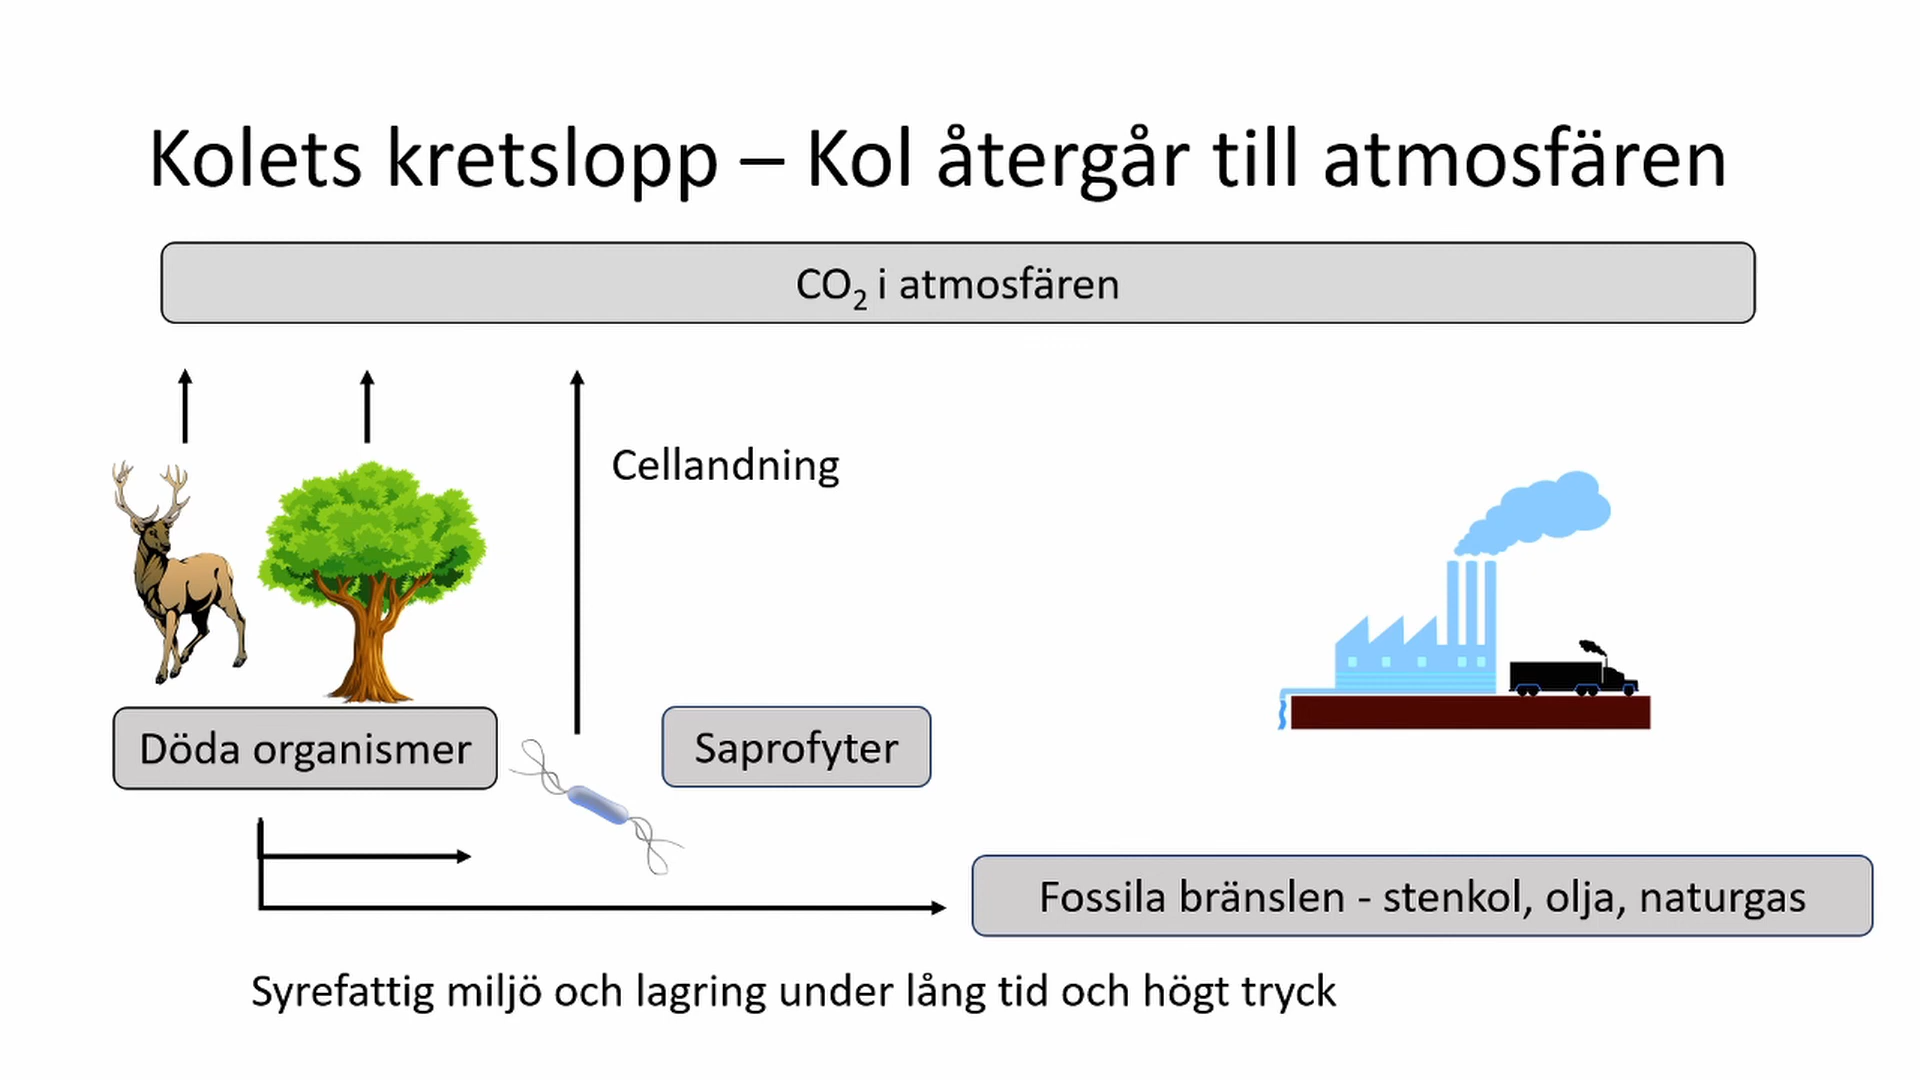 Kolets kretslopp – Kol återgår till atmosfären
CO₂ i atmosfären
Cellandning
Döda organismer
Saprofyter
Fossila bränslen - stenkol, olja, naturgas
Syrefattig miljö och lagring under lång tid och högt tryck